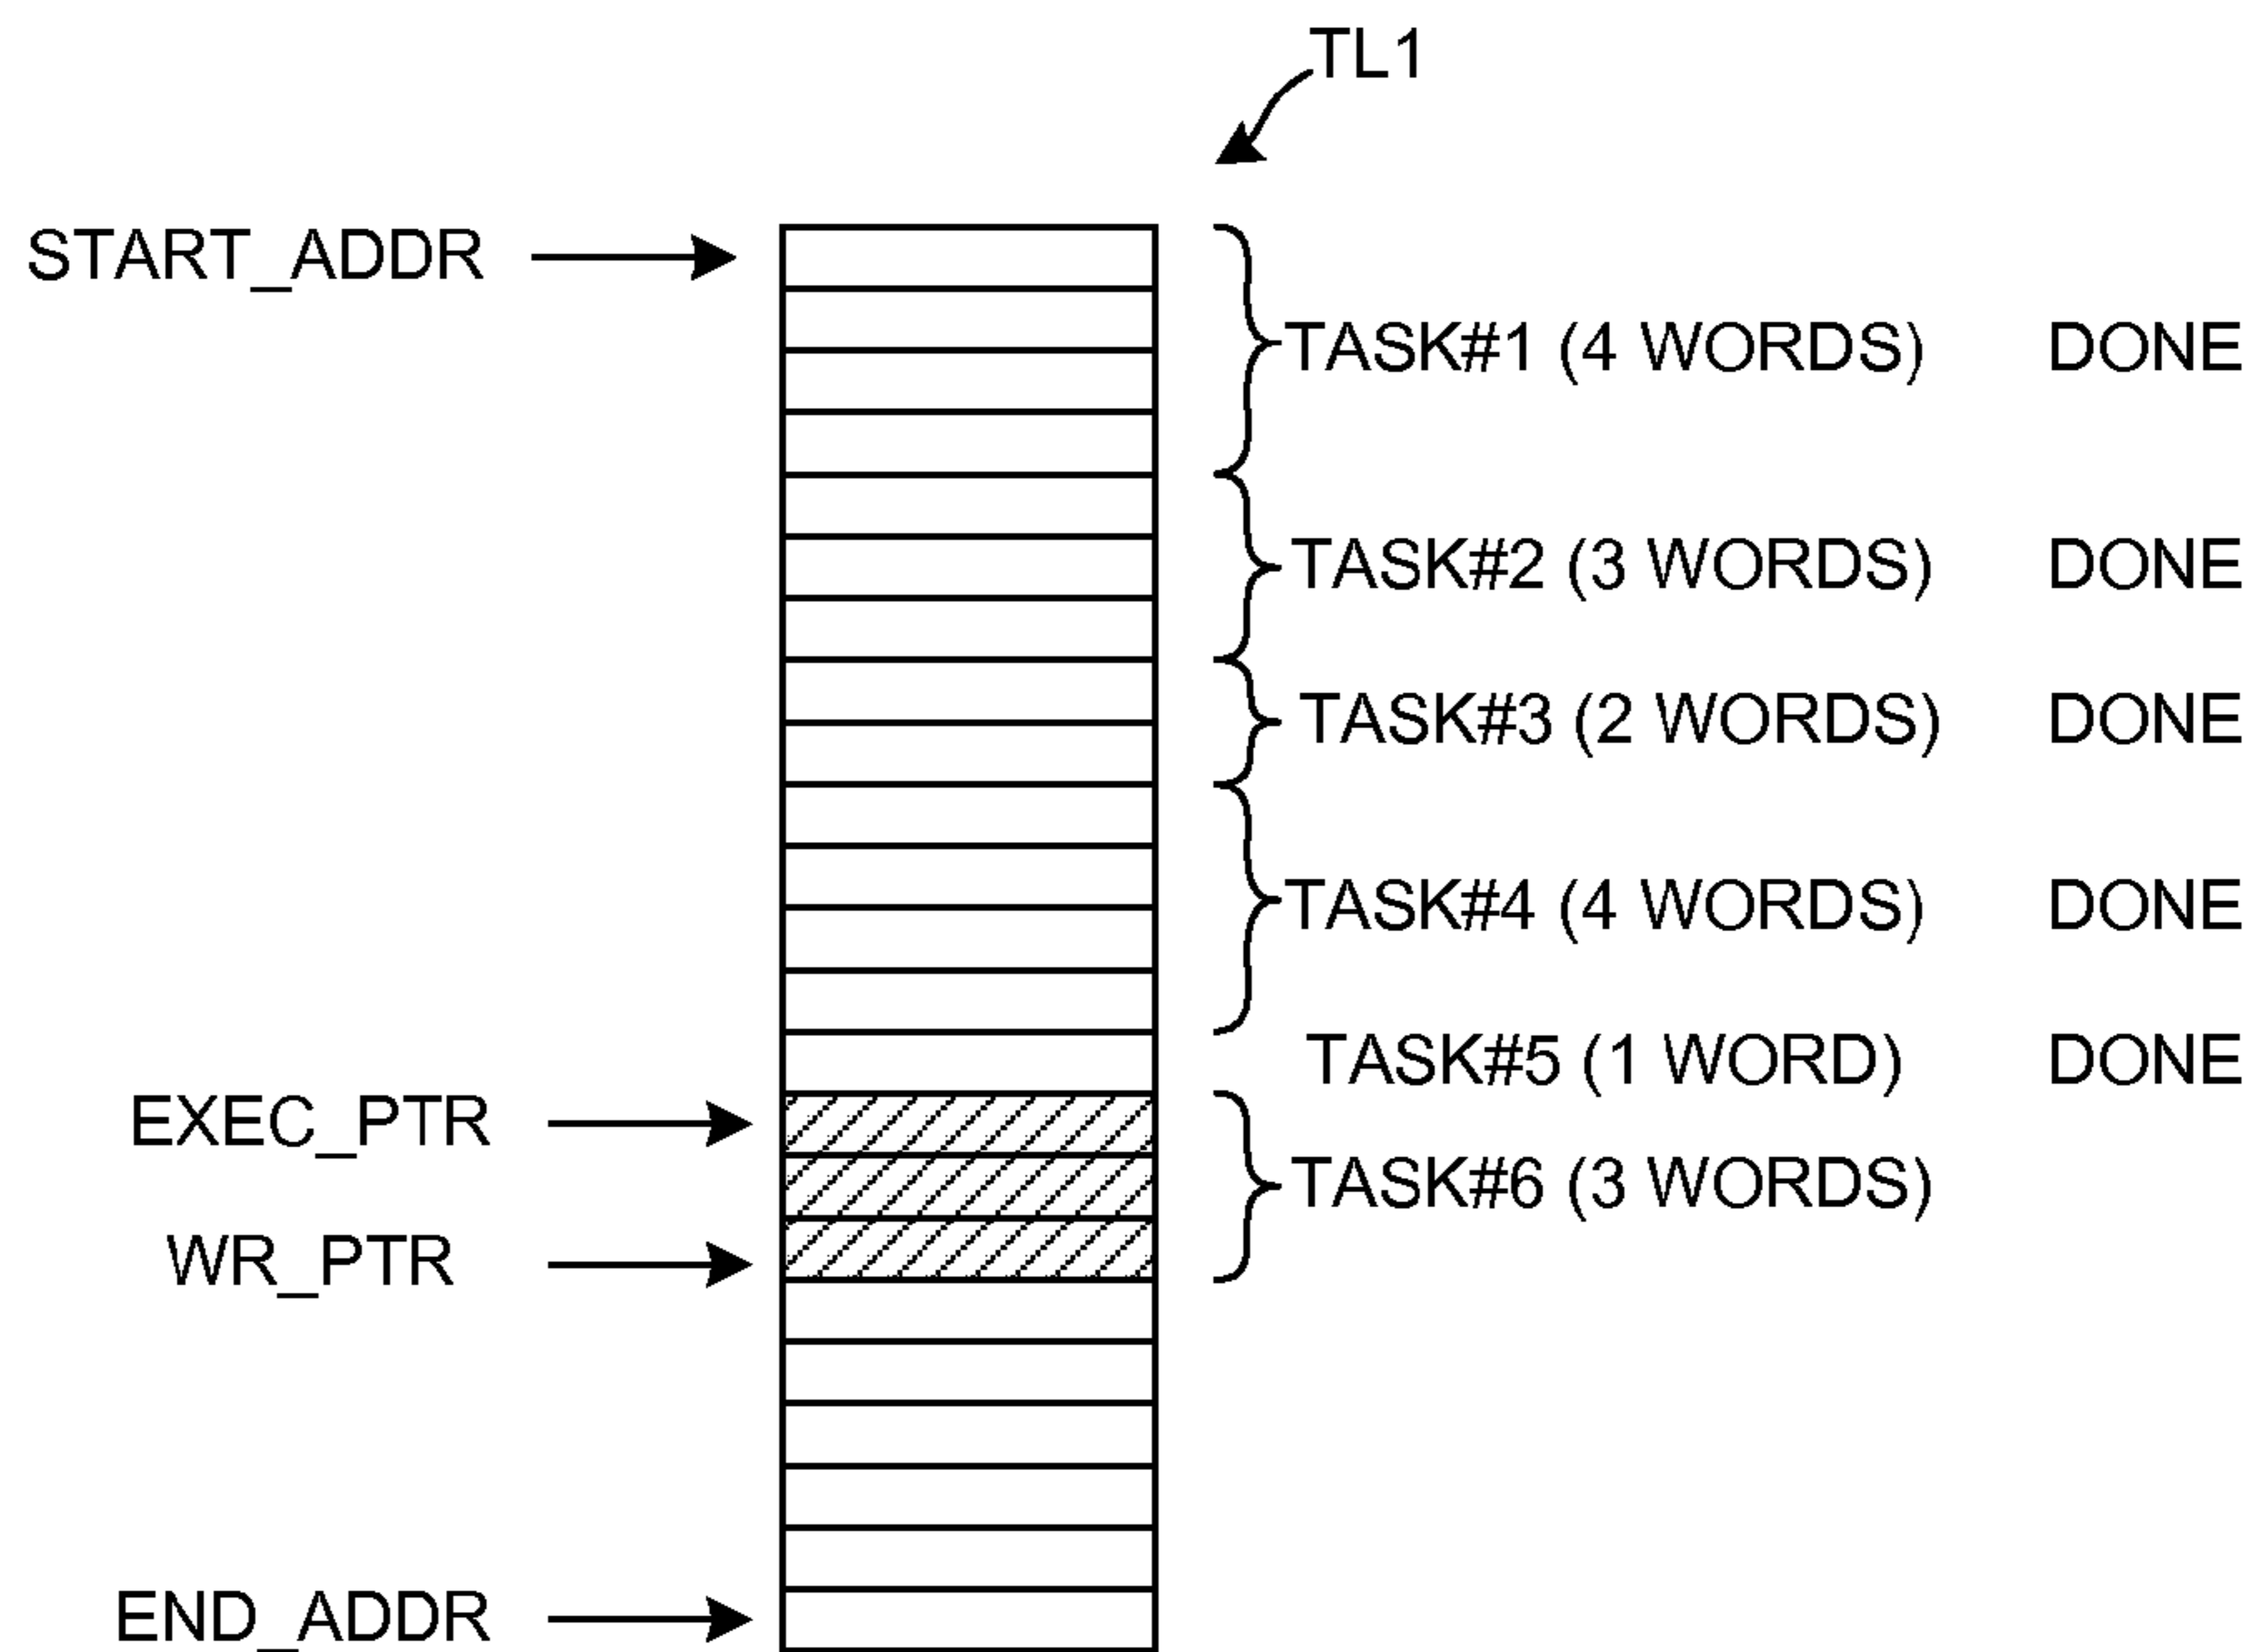 TL1
START_ADDR
TASK#1 (4 WORDS) DONE
TASK#2 (3 WORDS) DONE
TASK#3 (2 WORDS) DONE
TASK#4 (4 WORDS) DONE
TASK#5 (1 WORD) DONE
EXEC_PTR
TASK#6 (3 WORDS)
WR_PTR
END_ADDR